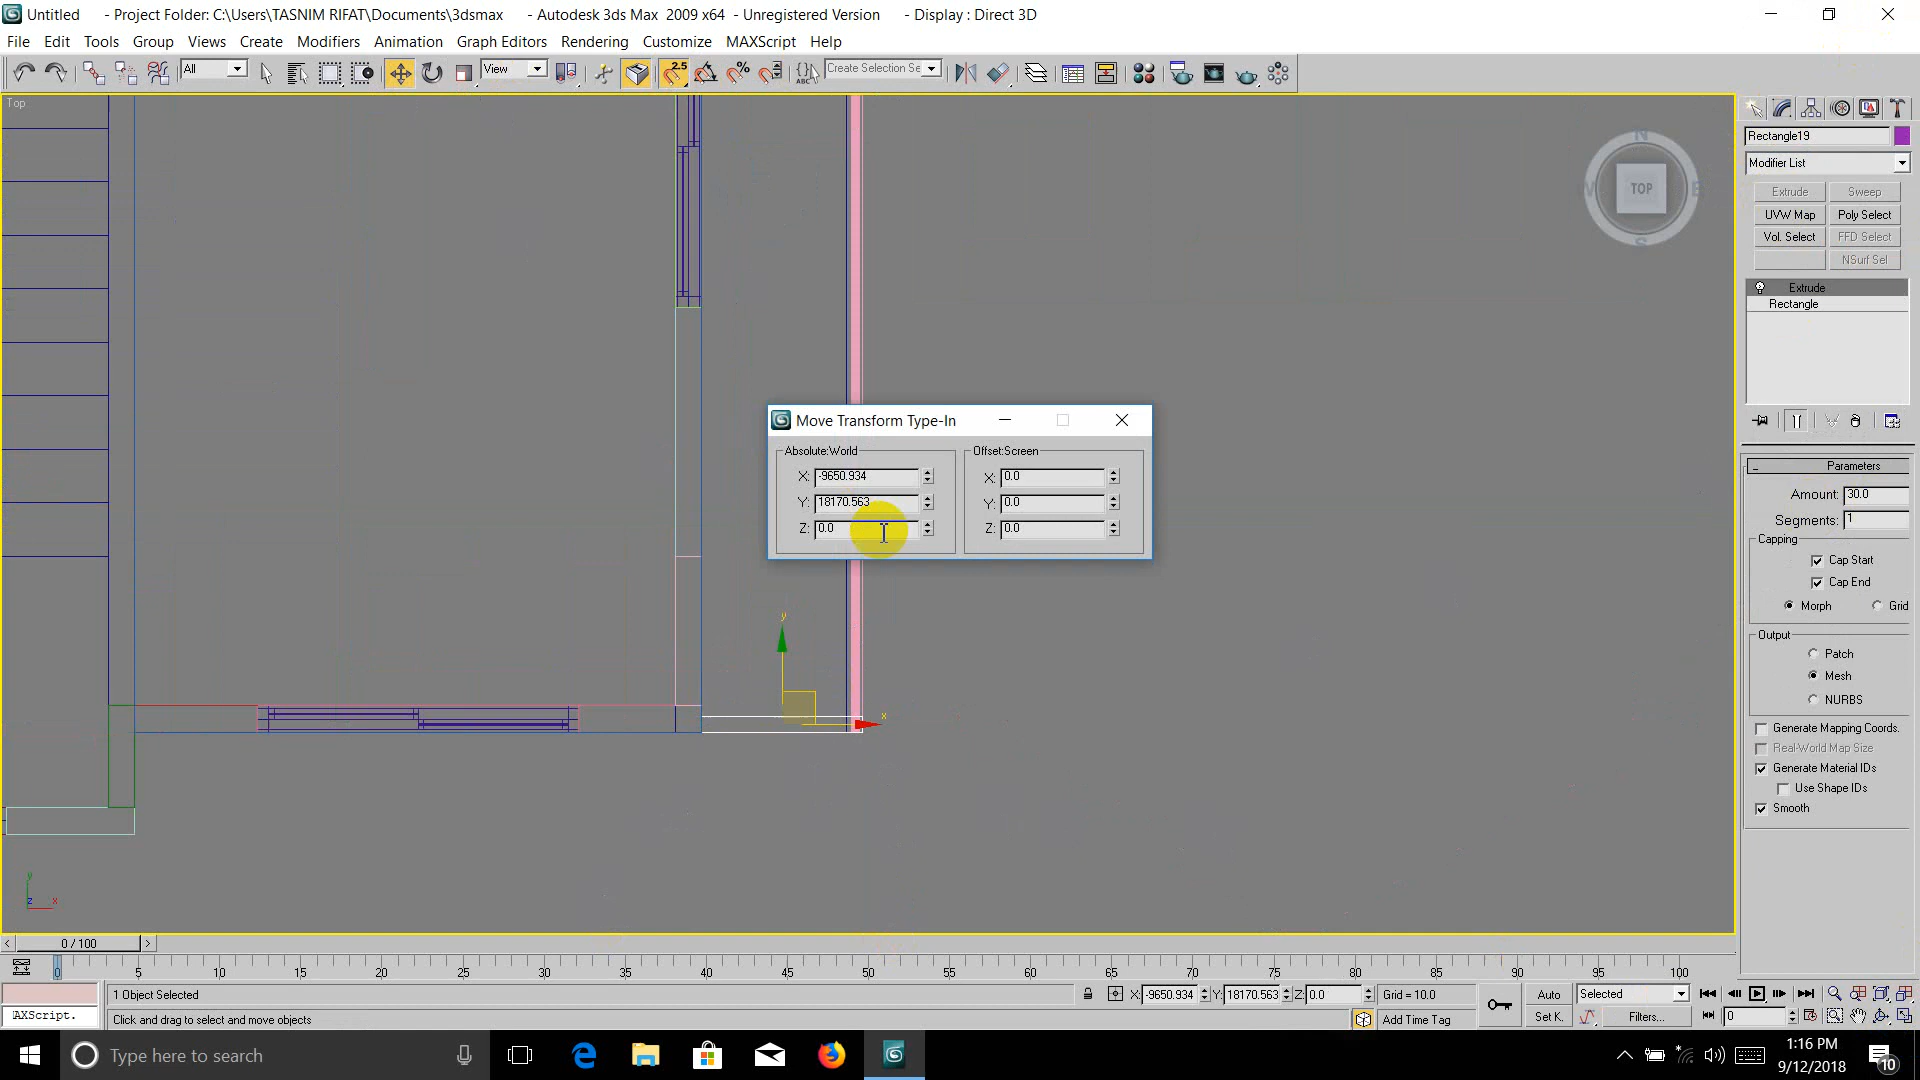 Untitled - Project Folder: C:\Users\TASNIM RIFAT\Documents\3dsmax - Autodesk 3ds Max 2009 x64 - Unregistered Version - Display : Direct 3D
File Edit Tools Group Views Create Modifiers Animation Graph Editors Rendering Customize MAXScript Help
All View 2.5 ABC Create Selection Se
Top
Rectangle19
Modifier List
Extrude Sweep
UVW Map Poly Select
Vol. Select FFD Select
NSurf Sel
Extrude
Rectangle
N
TOP
S
Move Transform Type-In
Absolute:World Offset:Screen
X: -9650.934 X: 0.0
Y: 18170.563 Y: 0.0
Z: 0.0 Z: 0.0
Parameters
Amount: 30.0
Segments: 1
Capping
Cap Start
Cap End
Morph Grid
Output
Patch
Mesh
NURBS
Generate Mapping Coords.
Real-World Map Size
Generate Material IDs
Use Shape IDs
Smooth
y
x
y
z x
0 / 100
0 5 10 15 20 25 30 35 40 45 50 55 60 65 70 75 80 85 90 95 100
1 Object Selected X: -9650.934 Y: 18170.563 Z: 0.0 Grid = 10.0 Auto Selected
AXScript. Click and drag to select and move objects Add Time Tag Set K. Filters... 0
Type here to search
1:16 PM
9/12/2018
10